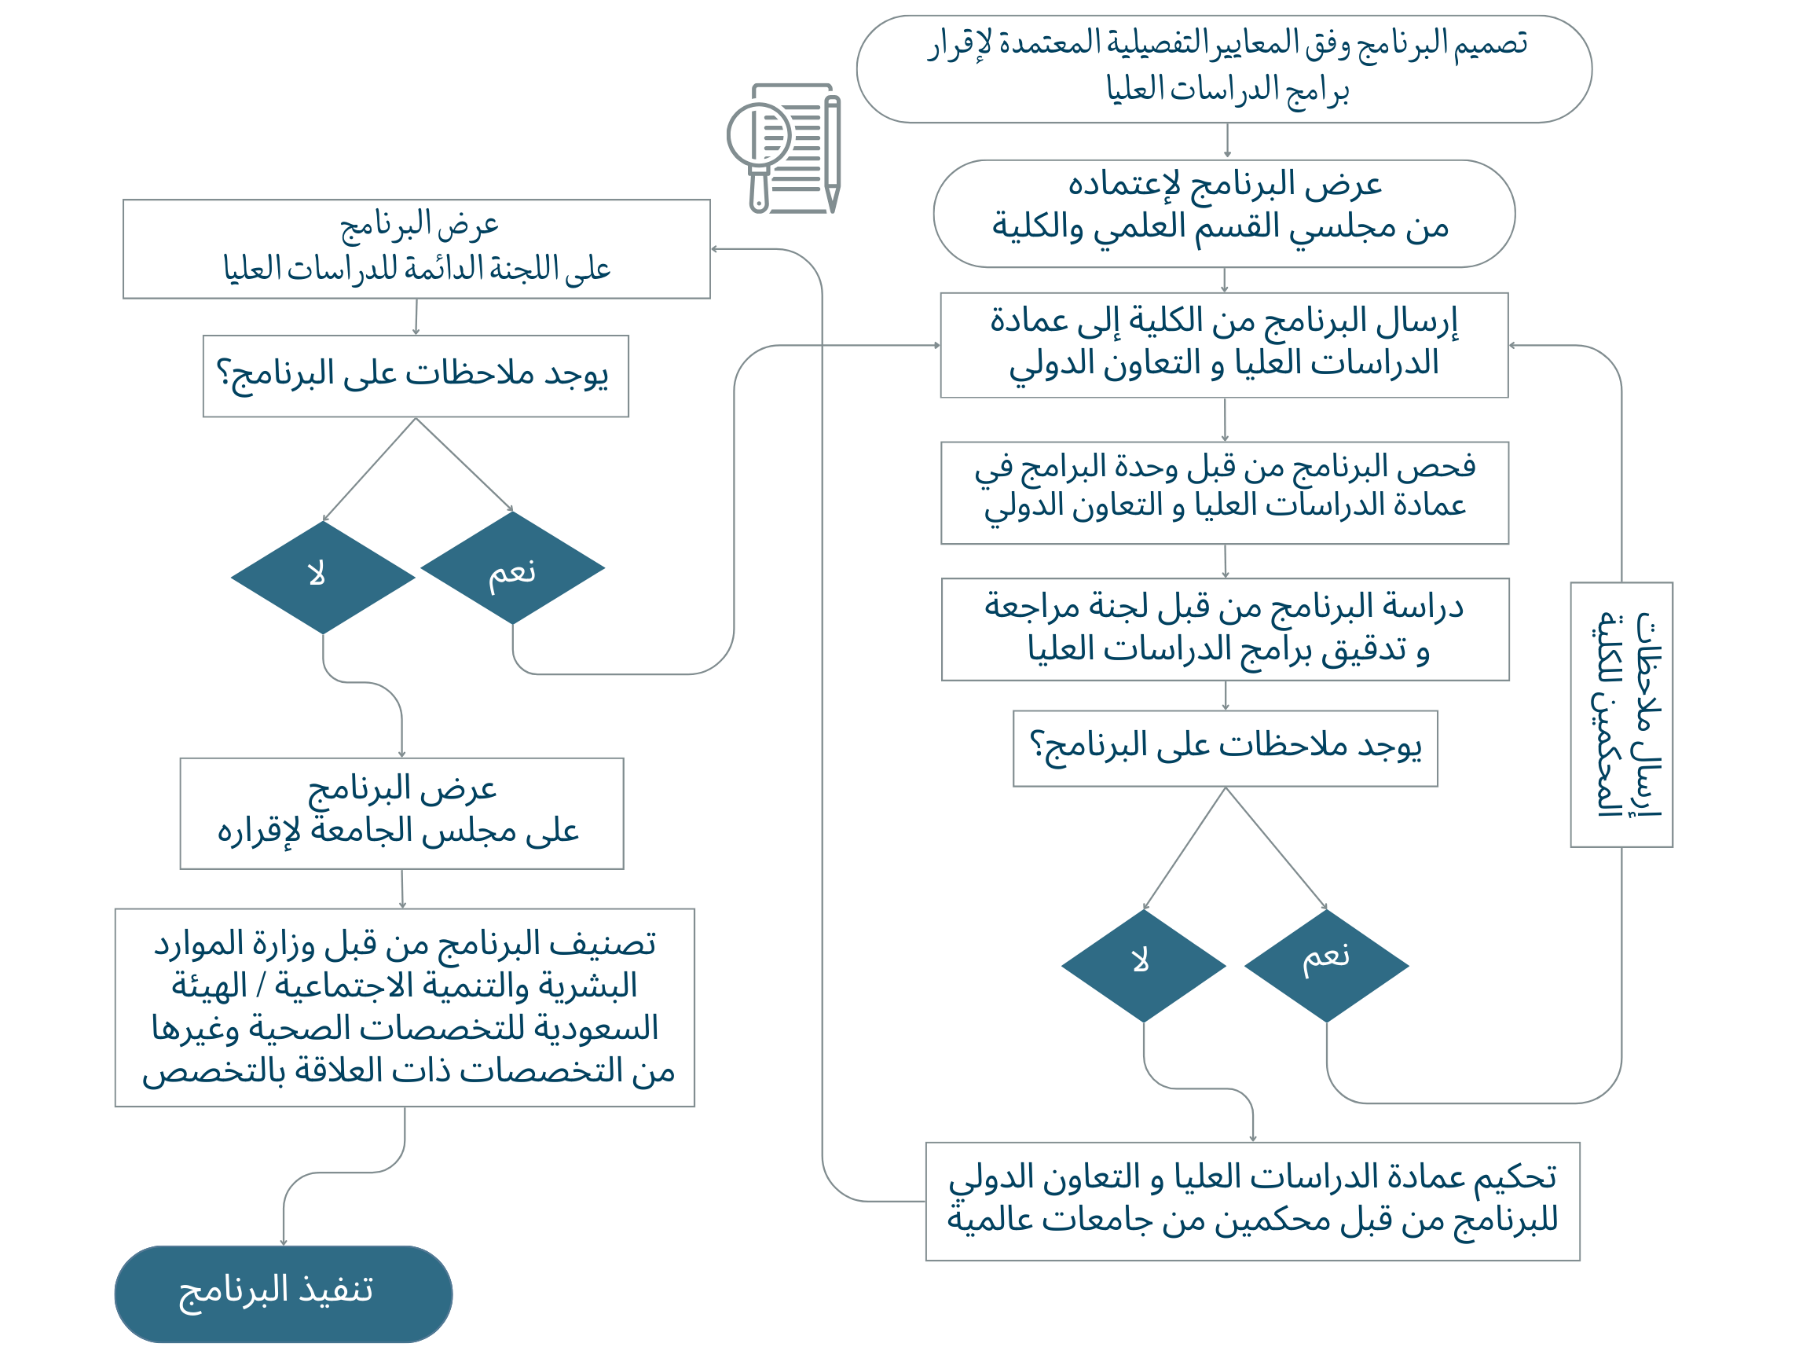 تصميم البرنامج وفق المعايير التفصيلية المعتمدة لإقرار
برامج الدراسات العليا
عرض البرنامج لإعتماده
من مجلسي القسم العلمي والكلية
إرسال البرنامج من الكلية إلى عمادة
الدراسات العليا و التعاون الدولي
فحص البرنامج من قبل وحدة البرامج في
عمادة الدراسات العليا و التعاون الدولي
دراسة البرنامج من قبل لجنة مراجعة
و تدقيق برامج الدراسات العليا
يوجد ملاحظات على البرنامج؟
نعم
لا
إرسال ملاحظات
المحكمين للكلية
تحكيم عمادة الدراسات العليا و التعاون الدولي
للبرنامج من قبل محكمين من جامعات عالمية
عرض البرنامج
على اللجنة الدائمة للدراسات العليا
يوجد ملاحظات على البرنامج؟
نعم
لا
عرض البرنامج
على مجلس الجامعة لإقراره
تصنيف البرنامج من قبل وزارة الموارد
البشرية والتنمية الاجتماعية / الهيئة
السعودية للتخصصات الصحية وغيرها
من التخصصات ذات العلاقة بالتخصص
تنفيذ البرنامج